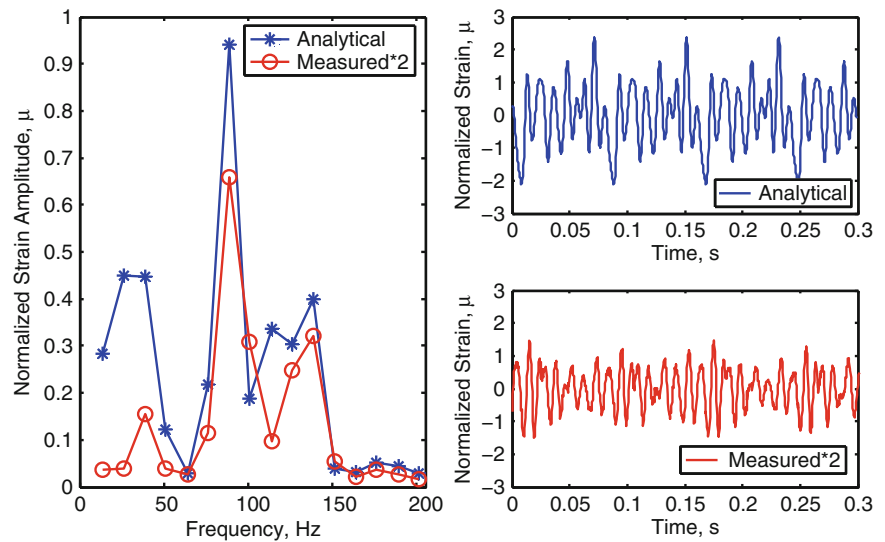 1
0.9
0.8
0.7
0.6
0.5
0.4
0.3
0.2
0.1
0
Normalized Strain Amplitude, μ
Analytical
Measured*2
0 50 100 150 200
Frequency, Hz
3
2
1
0
−1
−2
−3
Normalized Strain, μ
Analytical
0 0.05 0.1 0.15 0.2 0.25 0.3
Time, s
3
2
1
0
−1
−2
−3
Normalized Strain, μ
Measured*2
0 0.05 0.1 0.15 0.2 0.25 0.3
Time, s